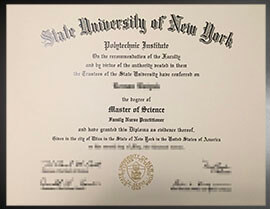 State University of New York
Polytechnic Institute
On the recommendation of the Faculty
and by virtue of the authority vested in them
the Trustees of the State University have conferred on
the degree of
Master of Science
Family Nurse Practitioner
and have granted this Diploma as evidence thereof.
Given in the city of Utica in the State of New York in the United States of America